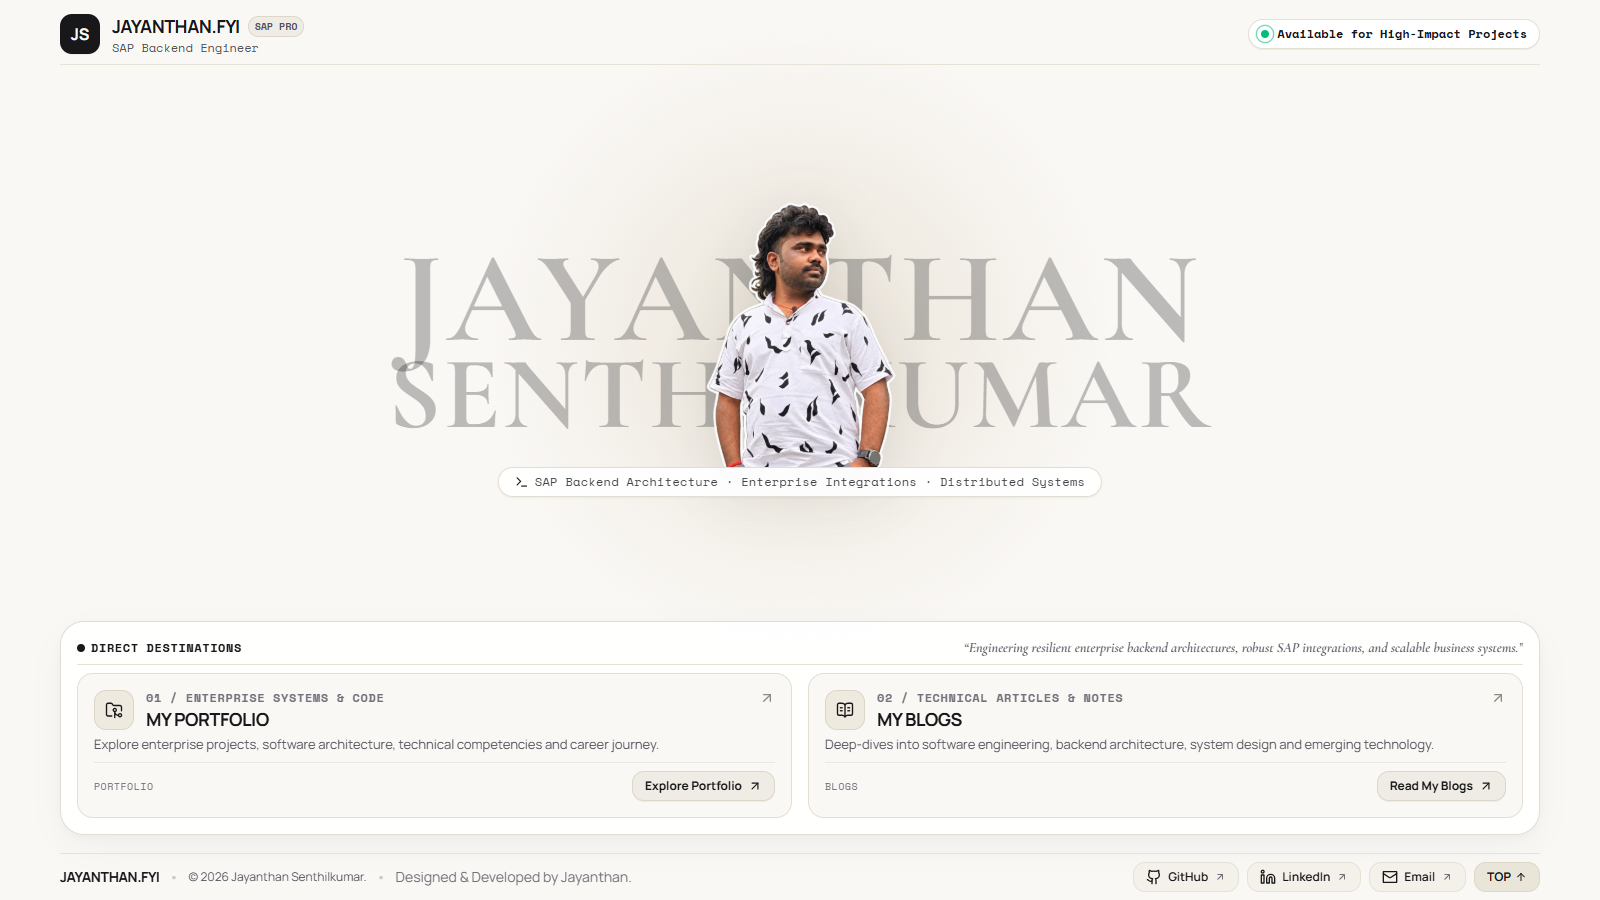 JS
JAYANTHAN.FYI SAP PRO
SAP Backend Engineer
Available for High-Impact Projects
JAYANTHAN
SENTH KUMAR
SAP Backend Architecture · Enterprise Integrations · Distributed Systems
DIRECT DESTINATIONS
“Engineering resilient enterprise backend architectures, robust SAP integrations, and scalable business systems.”
01 / ENTERPRISE SYSTEMS & CODE
MY PORTFOLIO
Explore enterprise projects, software architecture, technical competencies and career journey.
PORTFOLIO
Explore Portfolio
02 / TECHNICAL ARTICLES & NOTES
MY BLOGS
Deep-dives into software engineering, backend architecture, system design and emerging technology.
BLOGS
Read My Blogs
JAYANTHAN.FYI • © 2026 Jayanthan Senthilkumar. • Designed & Developed by Jayanthan.
GitHub
LinkedIn
Email
TOP ↑